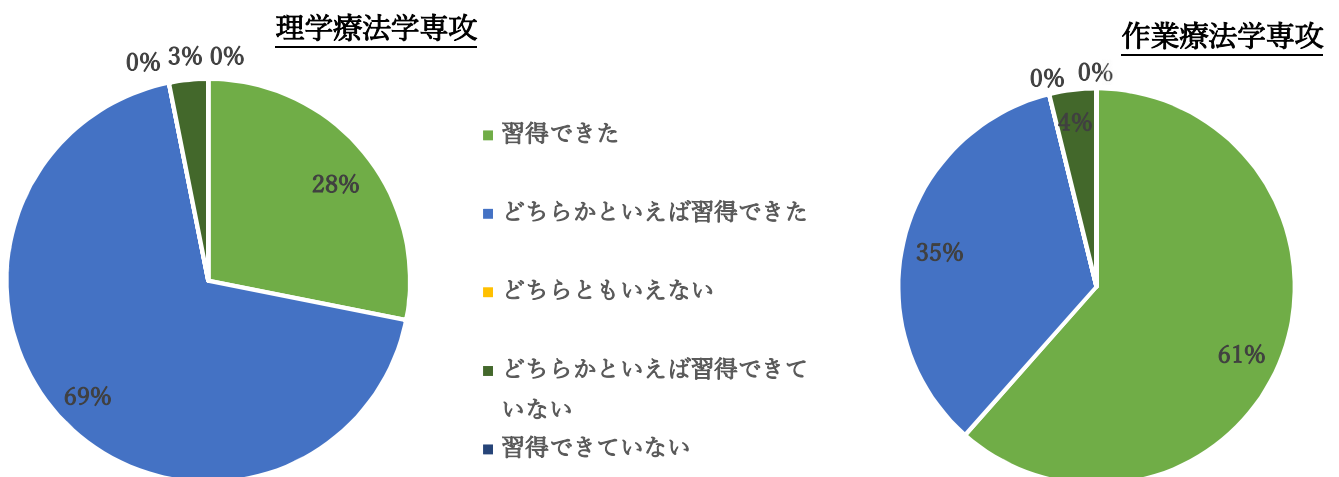 理学療法学専攻
0% 3% 0%
28%
69%
習得できた
どちらかといえば習得できた
どちらともいえない
どちらかといえば習得できて
いない
習得できていない
作業療法学専攻
0% 0%
4%
35%
61%